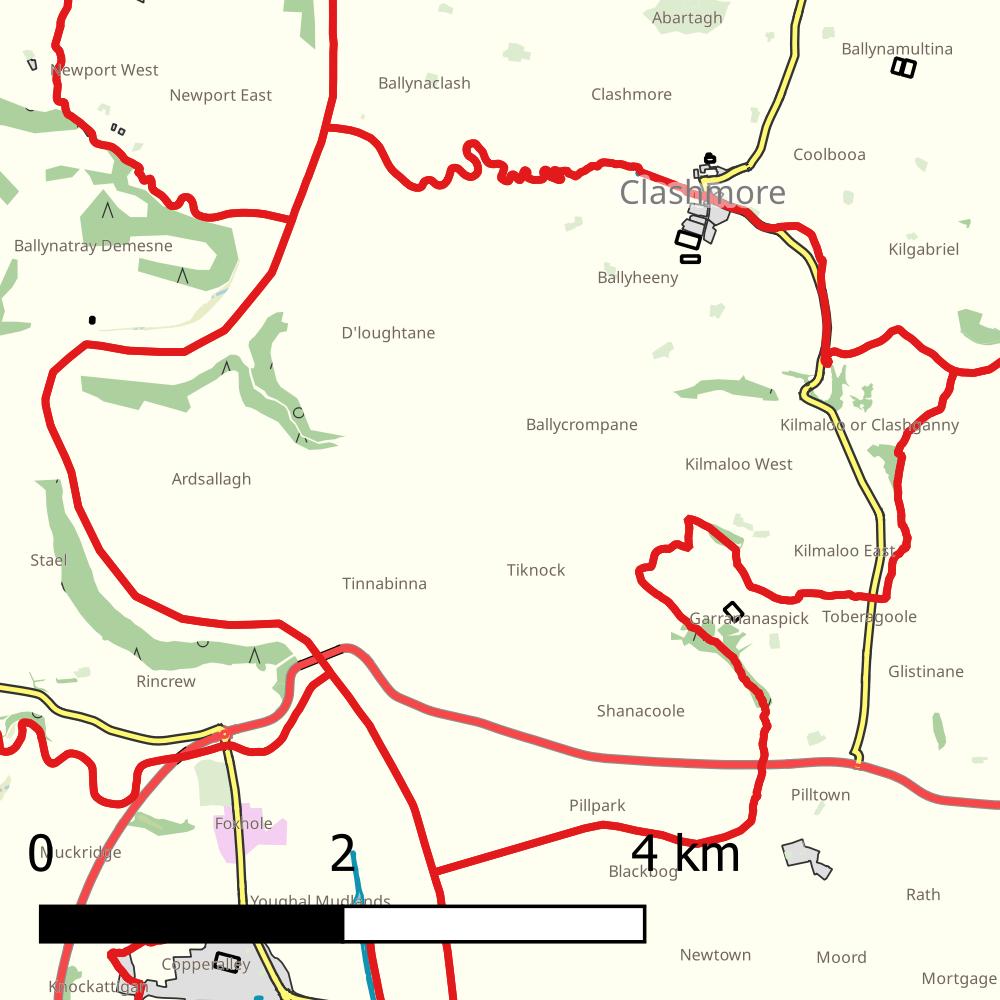 Abartagh
Ballynamultina
Newport West
Ballynaclash
Newport East
Clashmore
Coolbooa
Clashmore
Ballynatray Demesne
Kilgabriel
Ballyheeny
D'loughtane
Ballycrompane
Kilmaloo or Clashganny
Kilmaloo West
Ardsallagh
Kilmaloo East
Stael
Tiknock
Tinnabinna
Garrananaspick
Toberagoole
Glistinane
Rincrew
Shanacoole
Pilltown
Pillpark
Foxhole
0
2
4 km
Muckridge
Blackbog
Rath
Youghal Mudlands
Newtown
Moord
Copperalley
Mortgage
Knockattigan